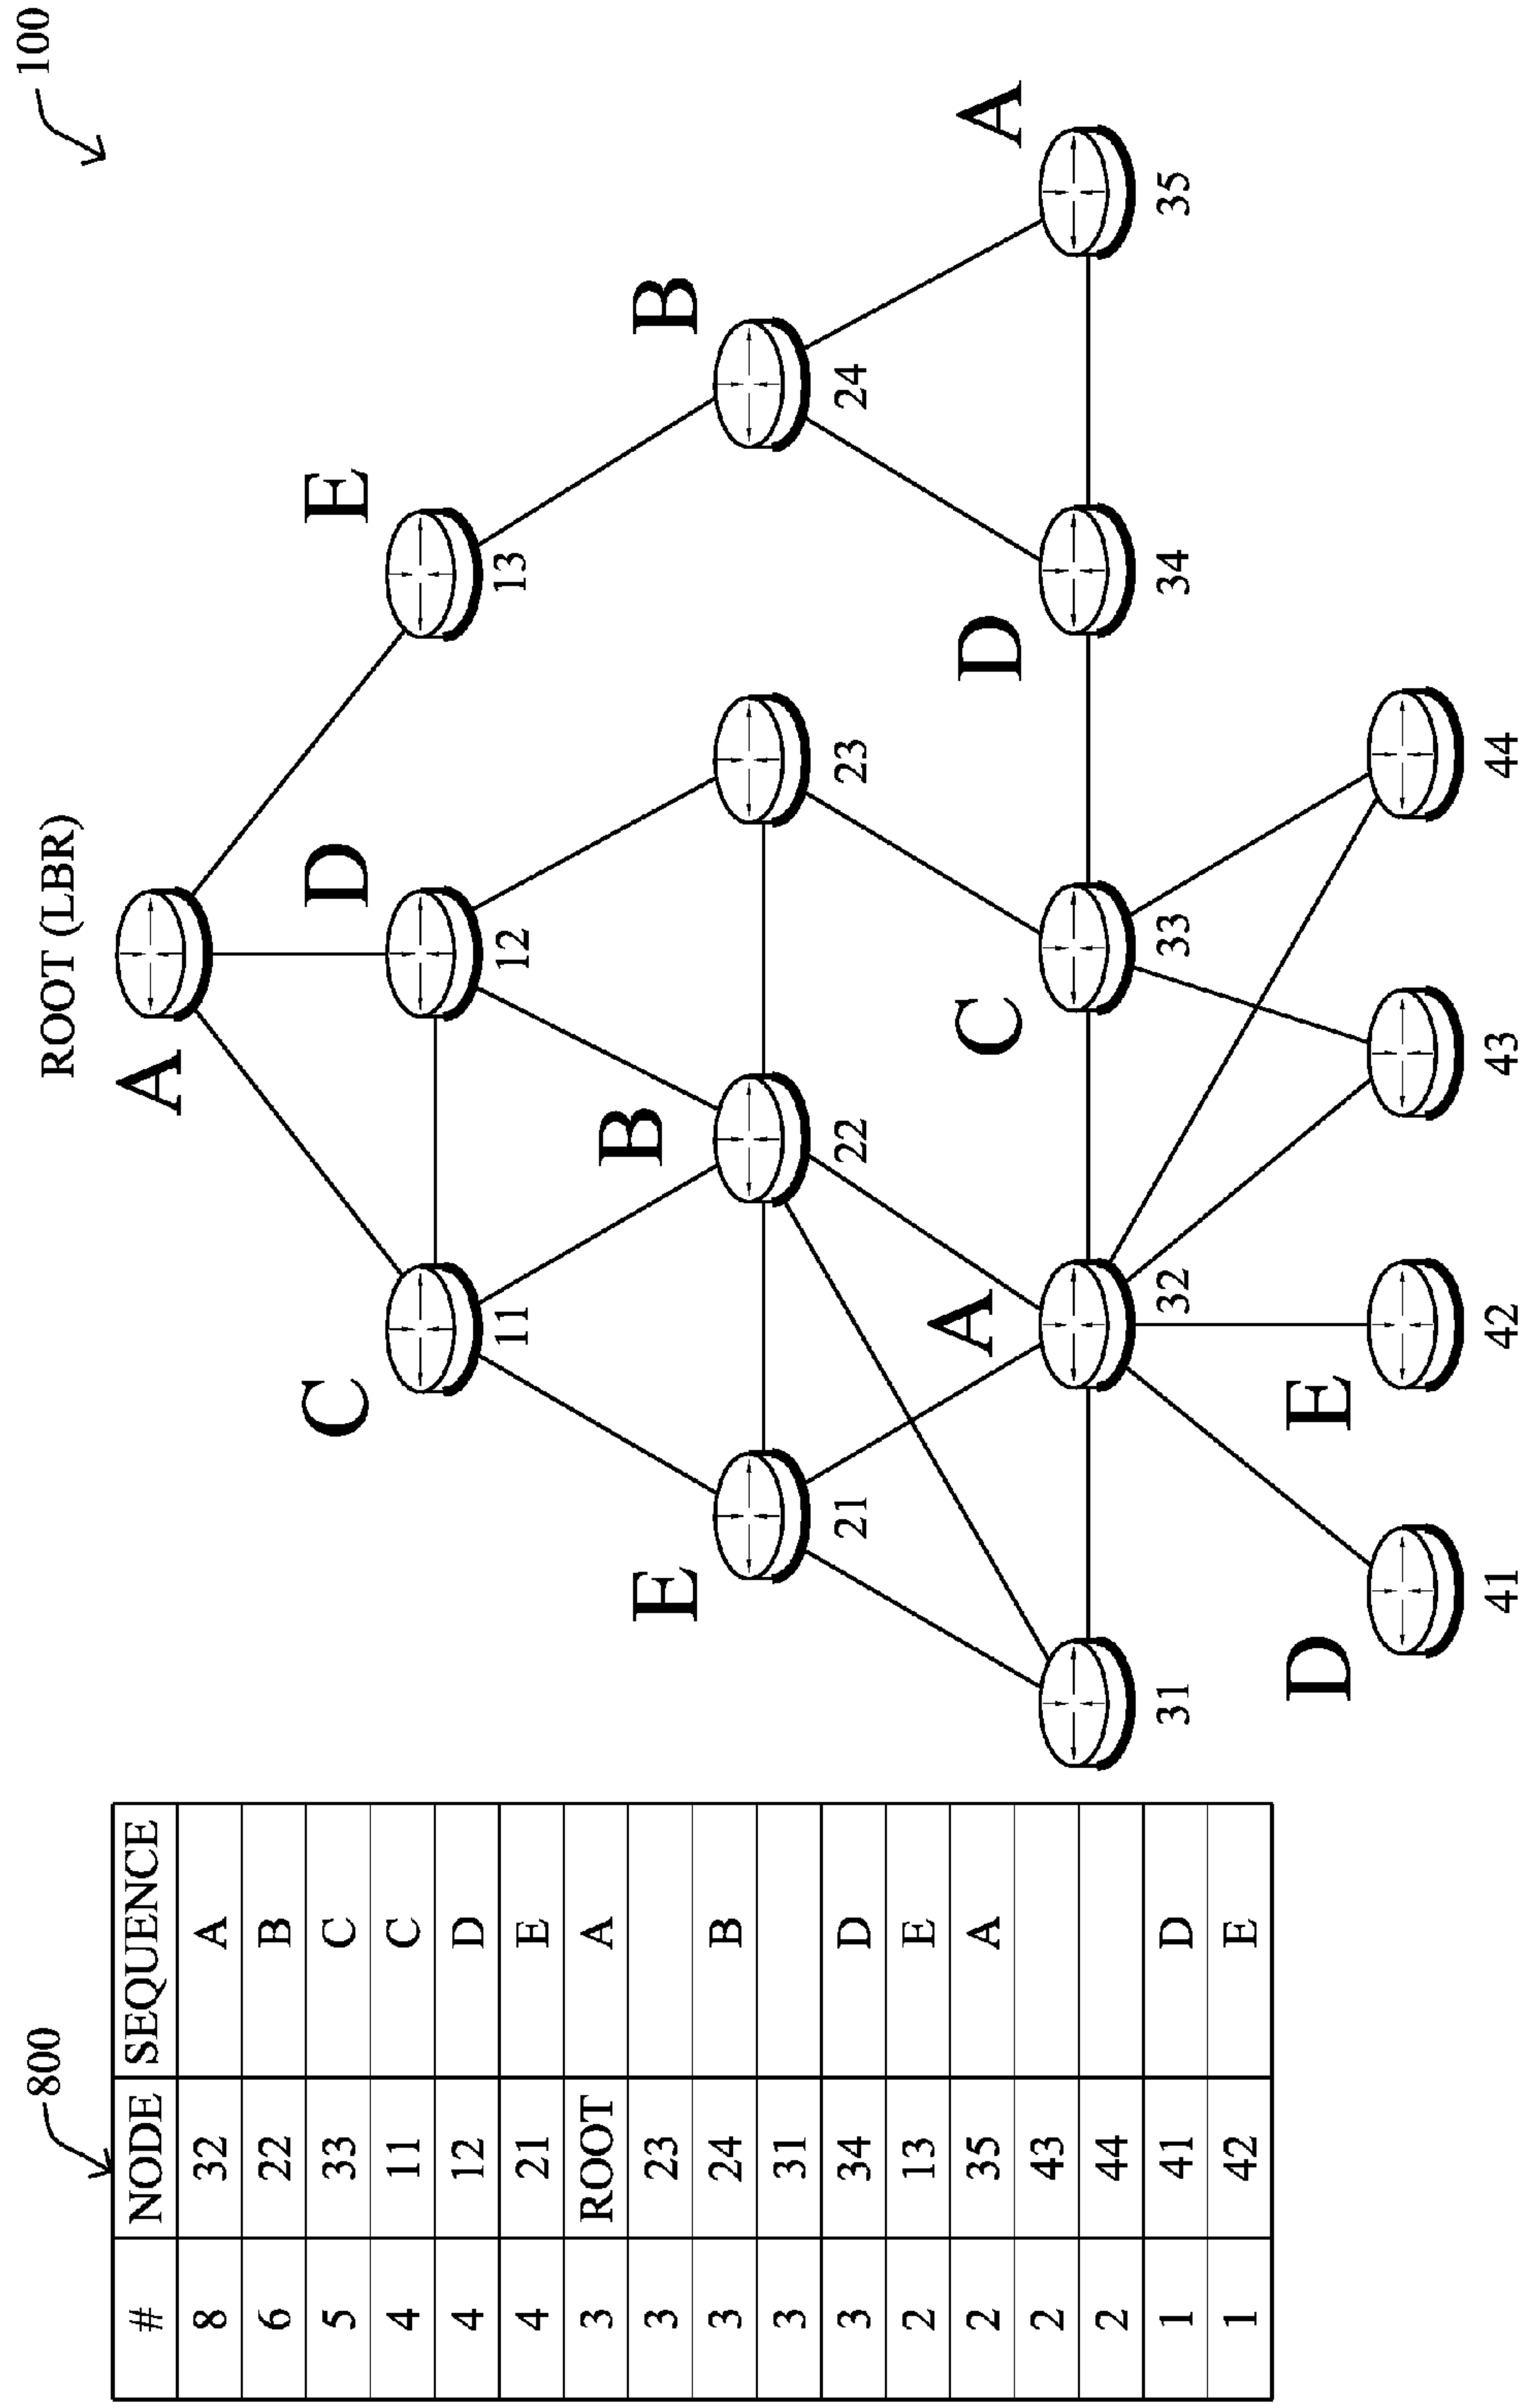 100
ROOT (LBR)
A
C
D
E
11
12
13
E
B
B
21
22
23
24
A
C
D
A
31
32
33
34
35
D
E
41
42
43
44
800
# NODE SEQUENCE
8 32 A
6 22 B
5 33 C
4 11 C
4 12 D
4 21 E
3 ROOT A
3 23
3 24 B
3 31
3 34 D
2 13 E
2 35 A
2 43
2 44
1 41 D
1 42 E